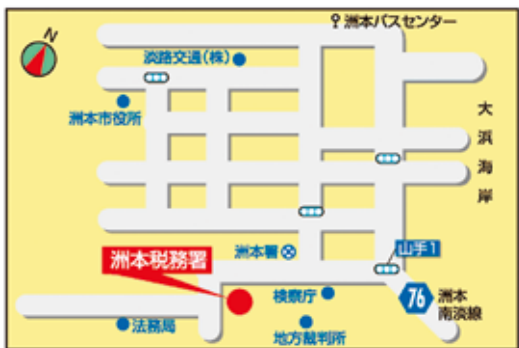 N
洲本バスセンター
淡路交通(株)
洲本市役所
大浜海岸
洲本署
山手1
洲本税務署
検察庁
76
洲本
南淡線
法務局
地方裁判所